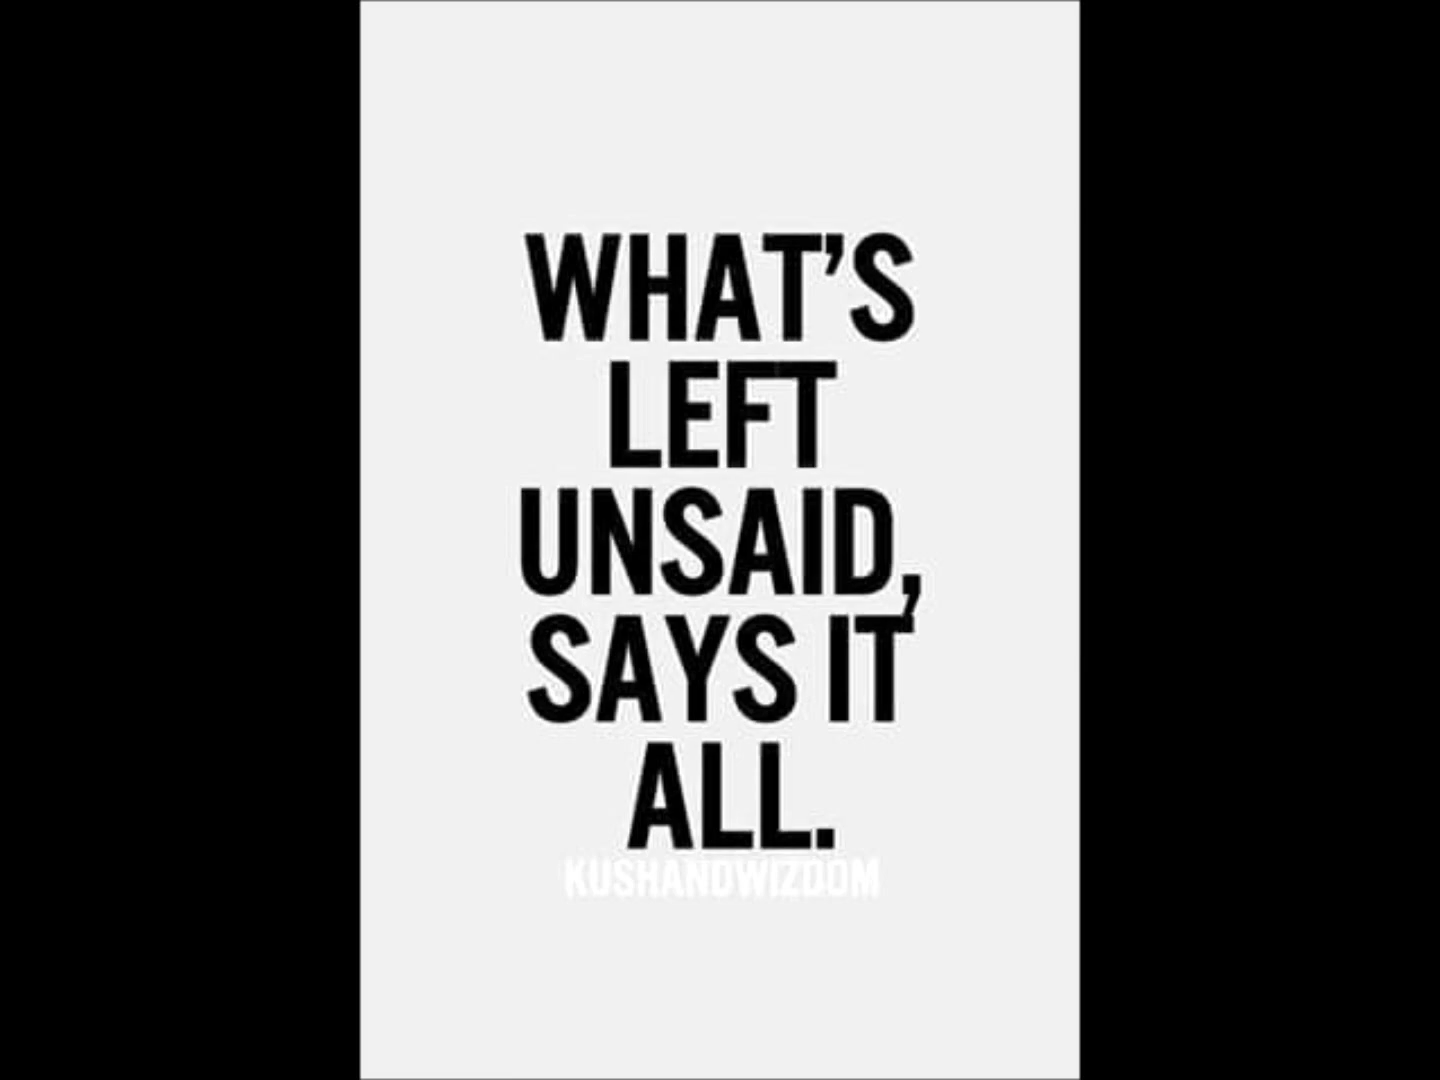 WHAT'S
LEFT
UNSAID,
SAYS IT
ALL.
KUSHANDWIZDOM